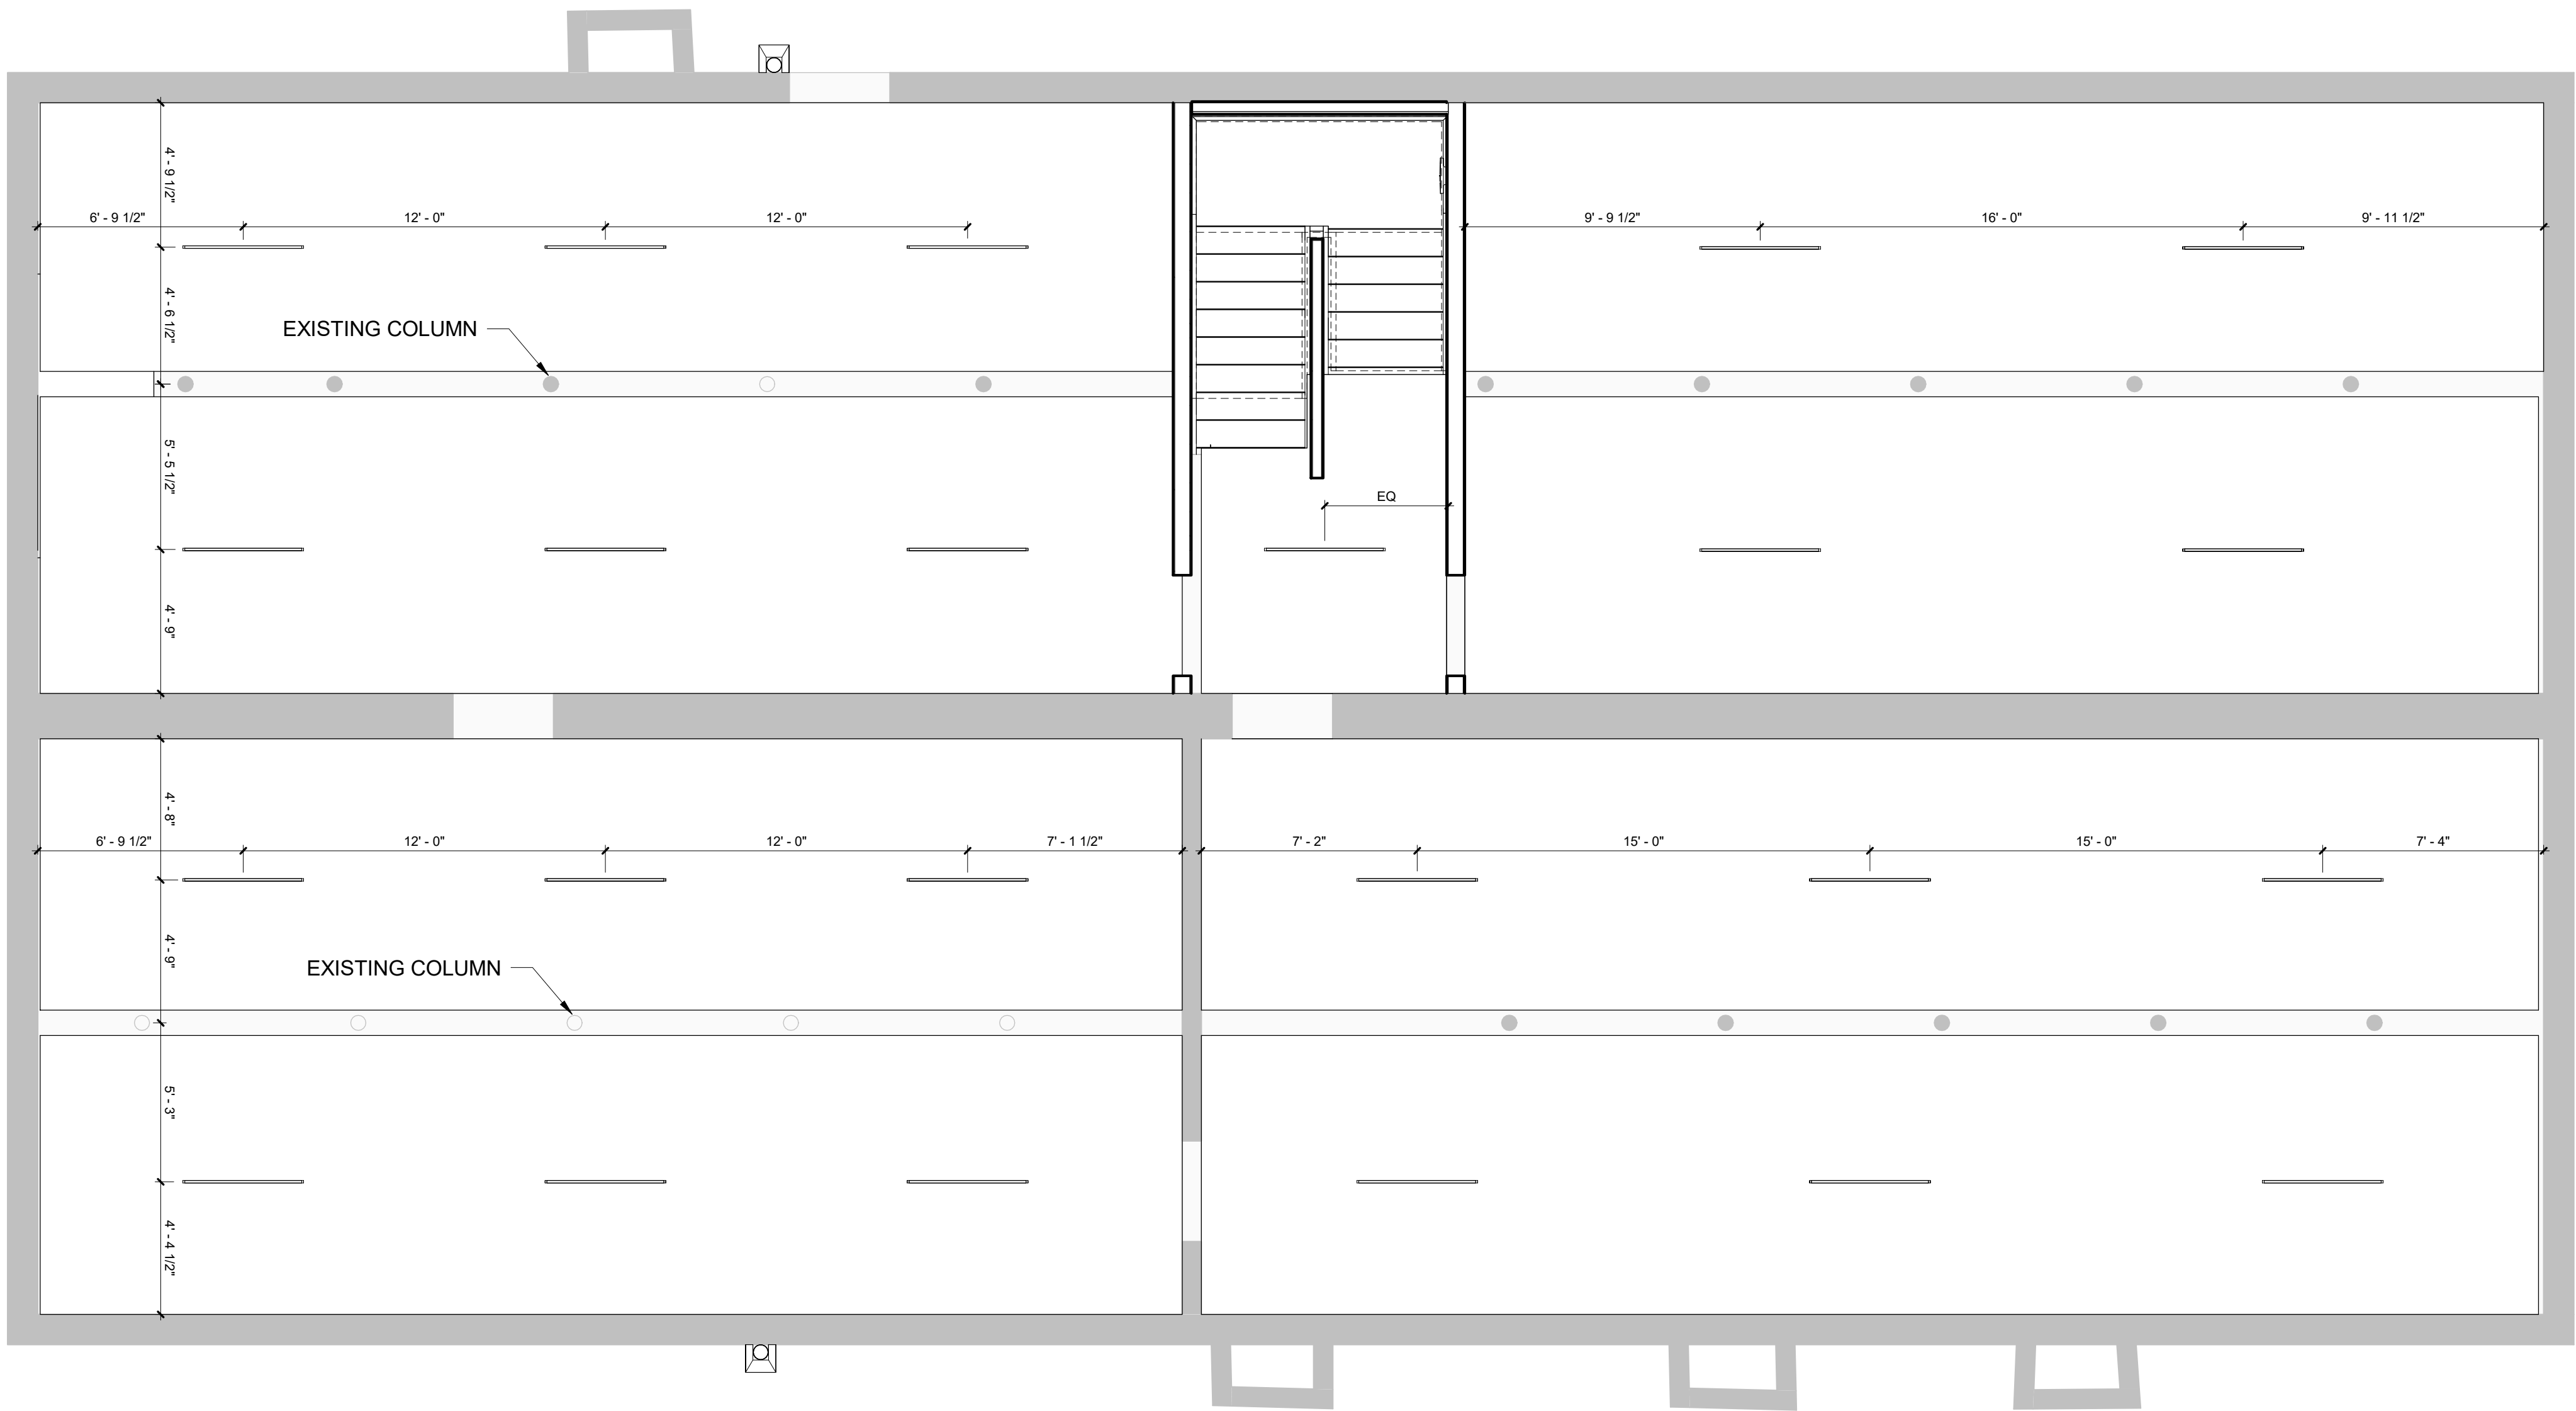 4' - 9 1/2"
6' - 9 1/2"
12' - 0"
12' - 0"
9' - 9 1/2"
16' - 0"
9' - 11 1/2"
4' - 6 1/2"
EXISTING COLUMN
5' - 5 1/2"
EQ
4' - 9"
4' - 8"
6' - 9 1/2"
12' - 0"
12' - 0"
7' - 1 1/2"
7' - 2"
15' - 0"
15' - 0"
7' - 4"
4' - 9"
EXISTING COLUMN
5' - 3"
4' - 4 1/2"